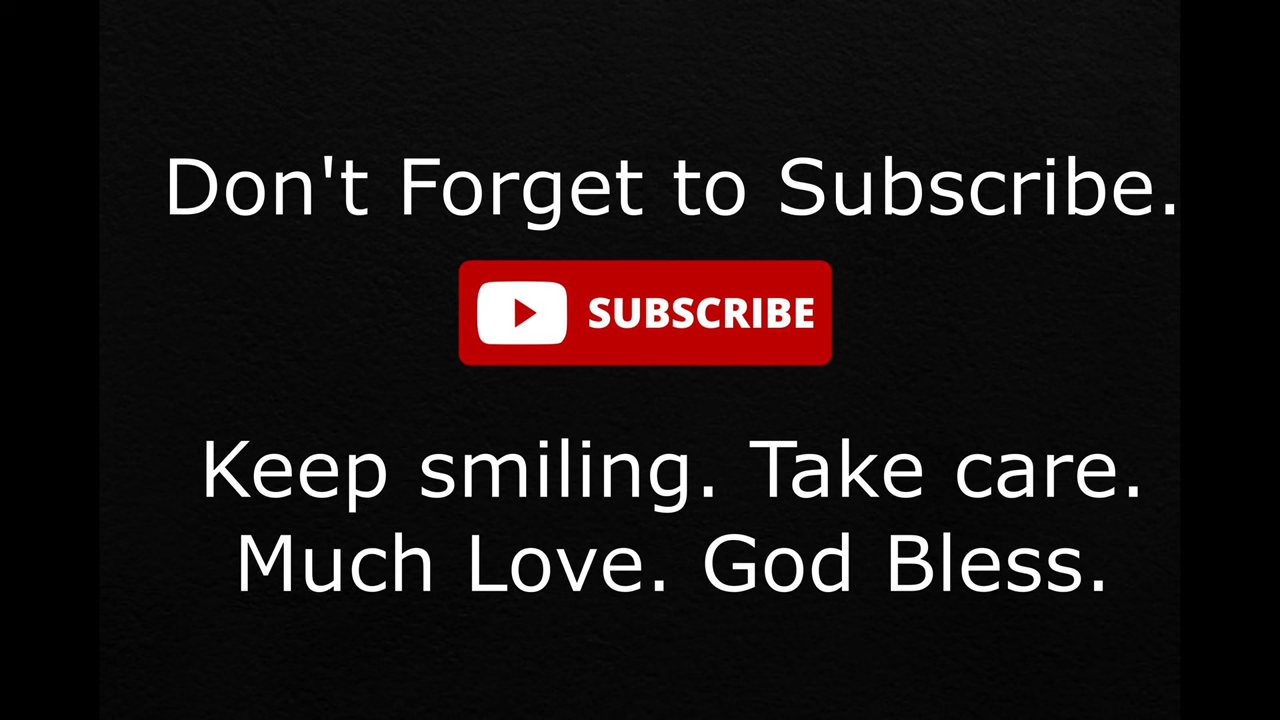 Don't Forget to Subscribe.
SUBSCRIBE
Keep smiling. Take care.
Much Love. God Bless.